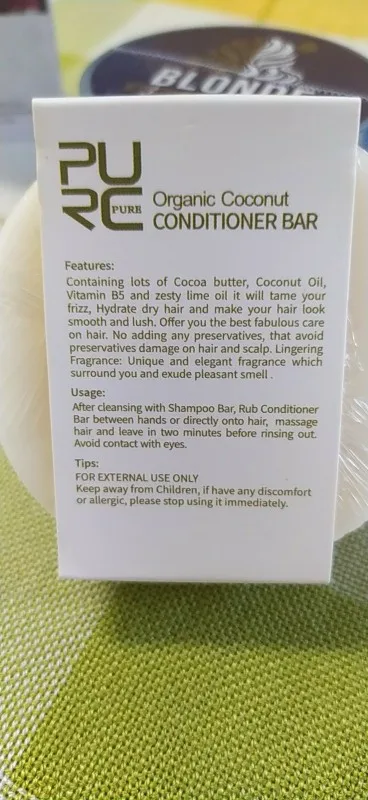 BLOND
PURC PURE
Organic Coconut
CONDITIONER BAR
Features:
Containing lots of Cocoa butter, Coconut Oil,
Vitamin B5 and zesty lime oil it will tame your
frizz, Hydrate dry hair and make your hair look
smooth and lush. Offer you the best fabulous care
on hair. No adding any preservatives, that avoid
preservatives damage on hair and scalp. Lingering
Fragrance: Unique and elegant fragrance which
surround you and exude pleasant smell .
Usage:
After cleansing with Shampoo Bar, Rub Conditioner
Bar between hands or directly onto hair, massage
hair and leave in two minutes before rinsing out.
Avoid contact with eyes.
Tips:
FOR EXTERNAL USE ONLY
Keep away from Children, if have any discomfort
or allergic, please stop using it immediately.